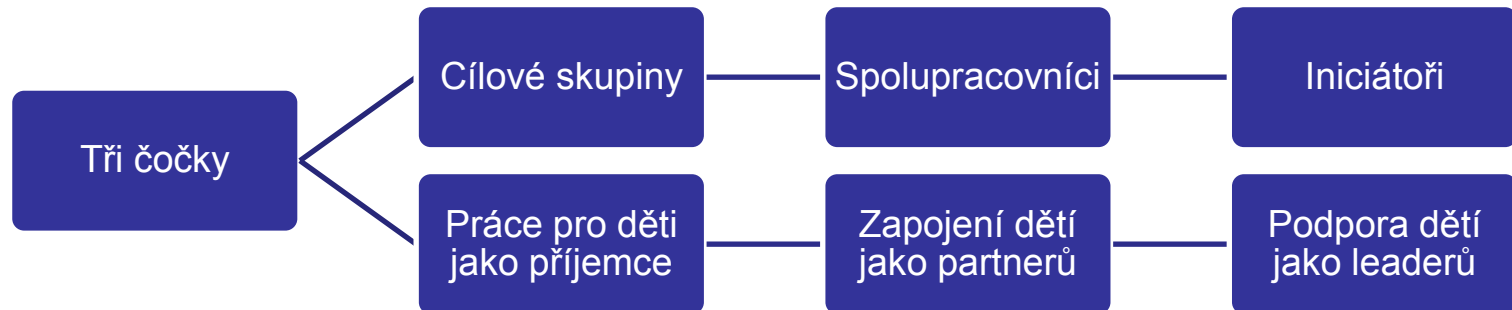 Tři čočky
Cílové skupiny
Spolupracovníci
Iniciátoři
Práce pro děti
jako příjemce
Zapojení dětí
jako partnerů
Podpora dětí
jako leaderů